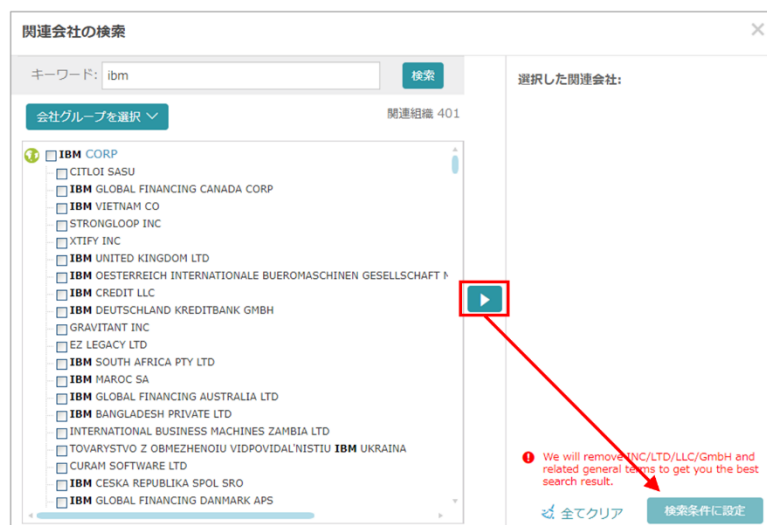 関連会社の検索
キーワード: ibm 検索
会社グループを選択
関連組織 401
IBM CORP
CITLOI SASU
IBM GLOBAL FINANCING CANADA CORP
IBM VIETNAM CO
STRONGLOOP INC
XTIFY INC
IBM UNITED KINGDOM LTD
IBM OESTERREICH INTERNATIONALE BUEROMASCHINEN GESELLSCHAFT
IBM CREDIT LLC
IBM DEUTSCHLAND KREDITBANK GMBH
GRAVITANT INC
EZ LEGACY LTD
IBM SOUTH AFRICA PTY LTD
IBM MAROC SA
IBM GLOBAL FINANCING AUSTRALIA LTD
IBM BANGLADESH PRIVATE LTD
INTERNATIONAL BUSINESS MACHINES ZAMBIA LTD
TOVARYSTVO Z OBMEZHENOIU VIDPOVIDAL'NISTIU IBM UKRAINA
CURAM SOFTWARE LTD
IBM CESKA REPUBLIKA SPOL SRO
IBM GLOBAL FINANCING DANMARK APS
選択した関連会社:
We will remove INC/LTD/LLC/GmbH and
related general terms to get you the best
search result.
全てクリア
検索条件に設定